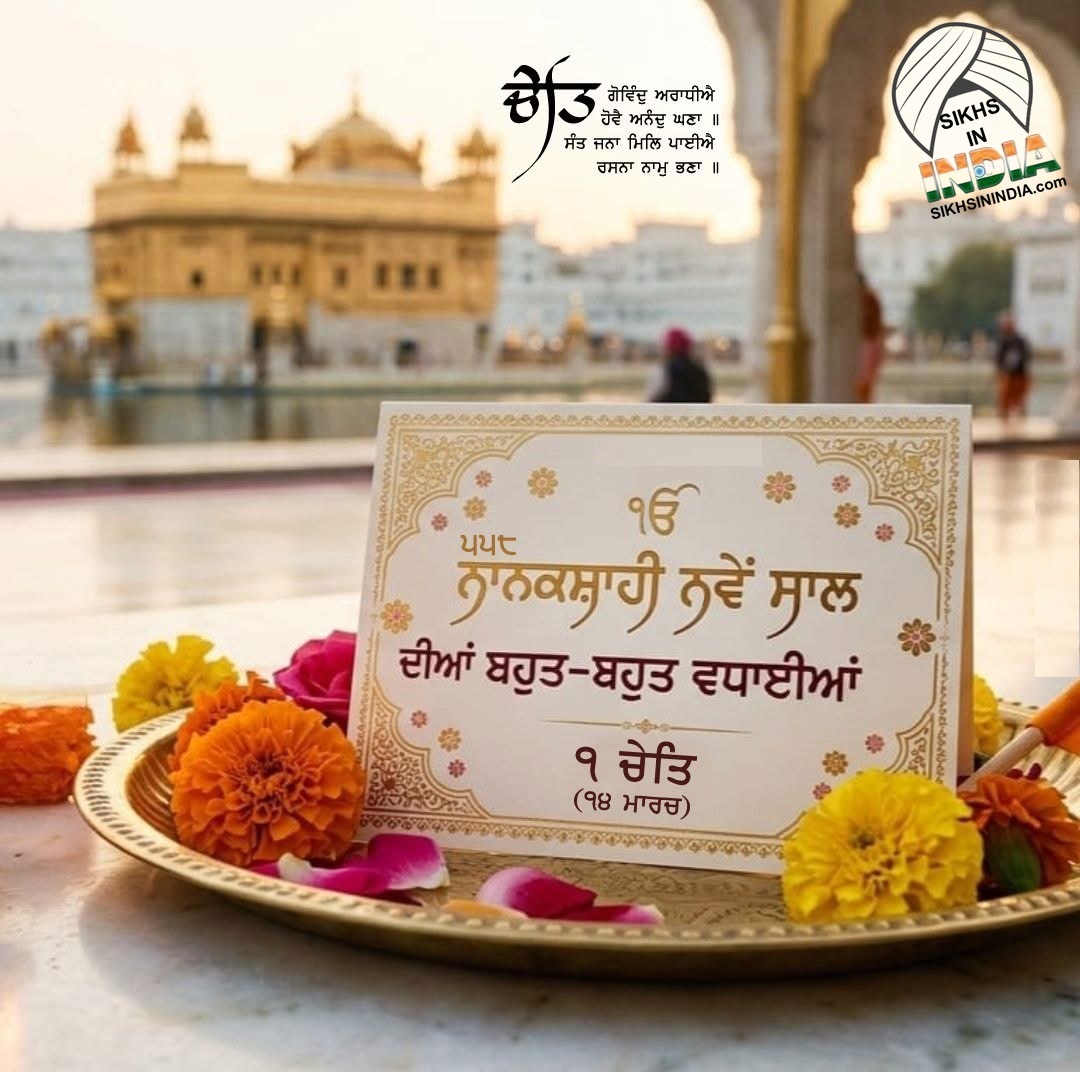 ਚੇਤਿ ਗੋਵਿੰਦੁ ਅਰਾਧੀਐ
ਹੋਵੈ ਅਨੰਦੁ ਘਣਾ ॥
ਸੰਤ ਜਨਾ ਮਿਲਿ ਪਾਈਐ
ਰਸਨਾ ਨਾਮੁ ਭਣਾ ॥
SIKHS
IN
INDIA
SIKHSININDIA.com
ੴ
੫੫੮
ਨਾਨਕਸ਼ਾਹੀ ਨਵੇਂ ਸਾਲ
ਦੀਆਂ ਬਹੁਤ-ਬਹੁਤ ਵਧਾਈਆਂ
੧ ਚੇਤਿ
(੧੪ ਮਾਰਚ)